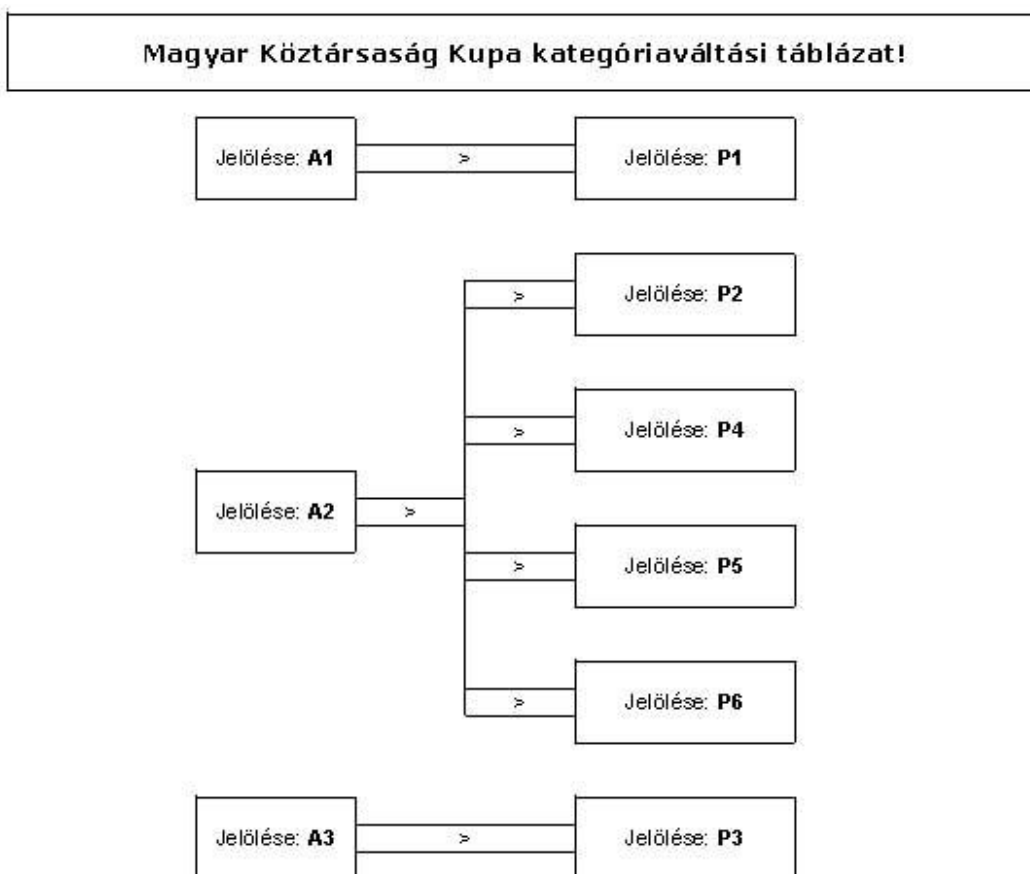 Magyar Köztársaság Kupa kategóriaváltási táblázat!
Jelölése: A1 > Jelölése: P1
> Jelölése: P2
> Jelölése: P4
Jelölése: A2 >
> Jelölése: P5
> Jelölése: P6
Jelölése: A3 > Jelölése: P3